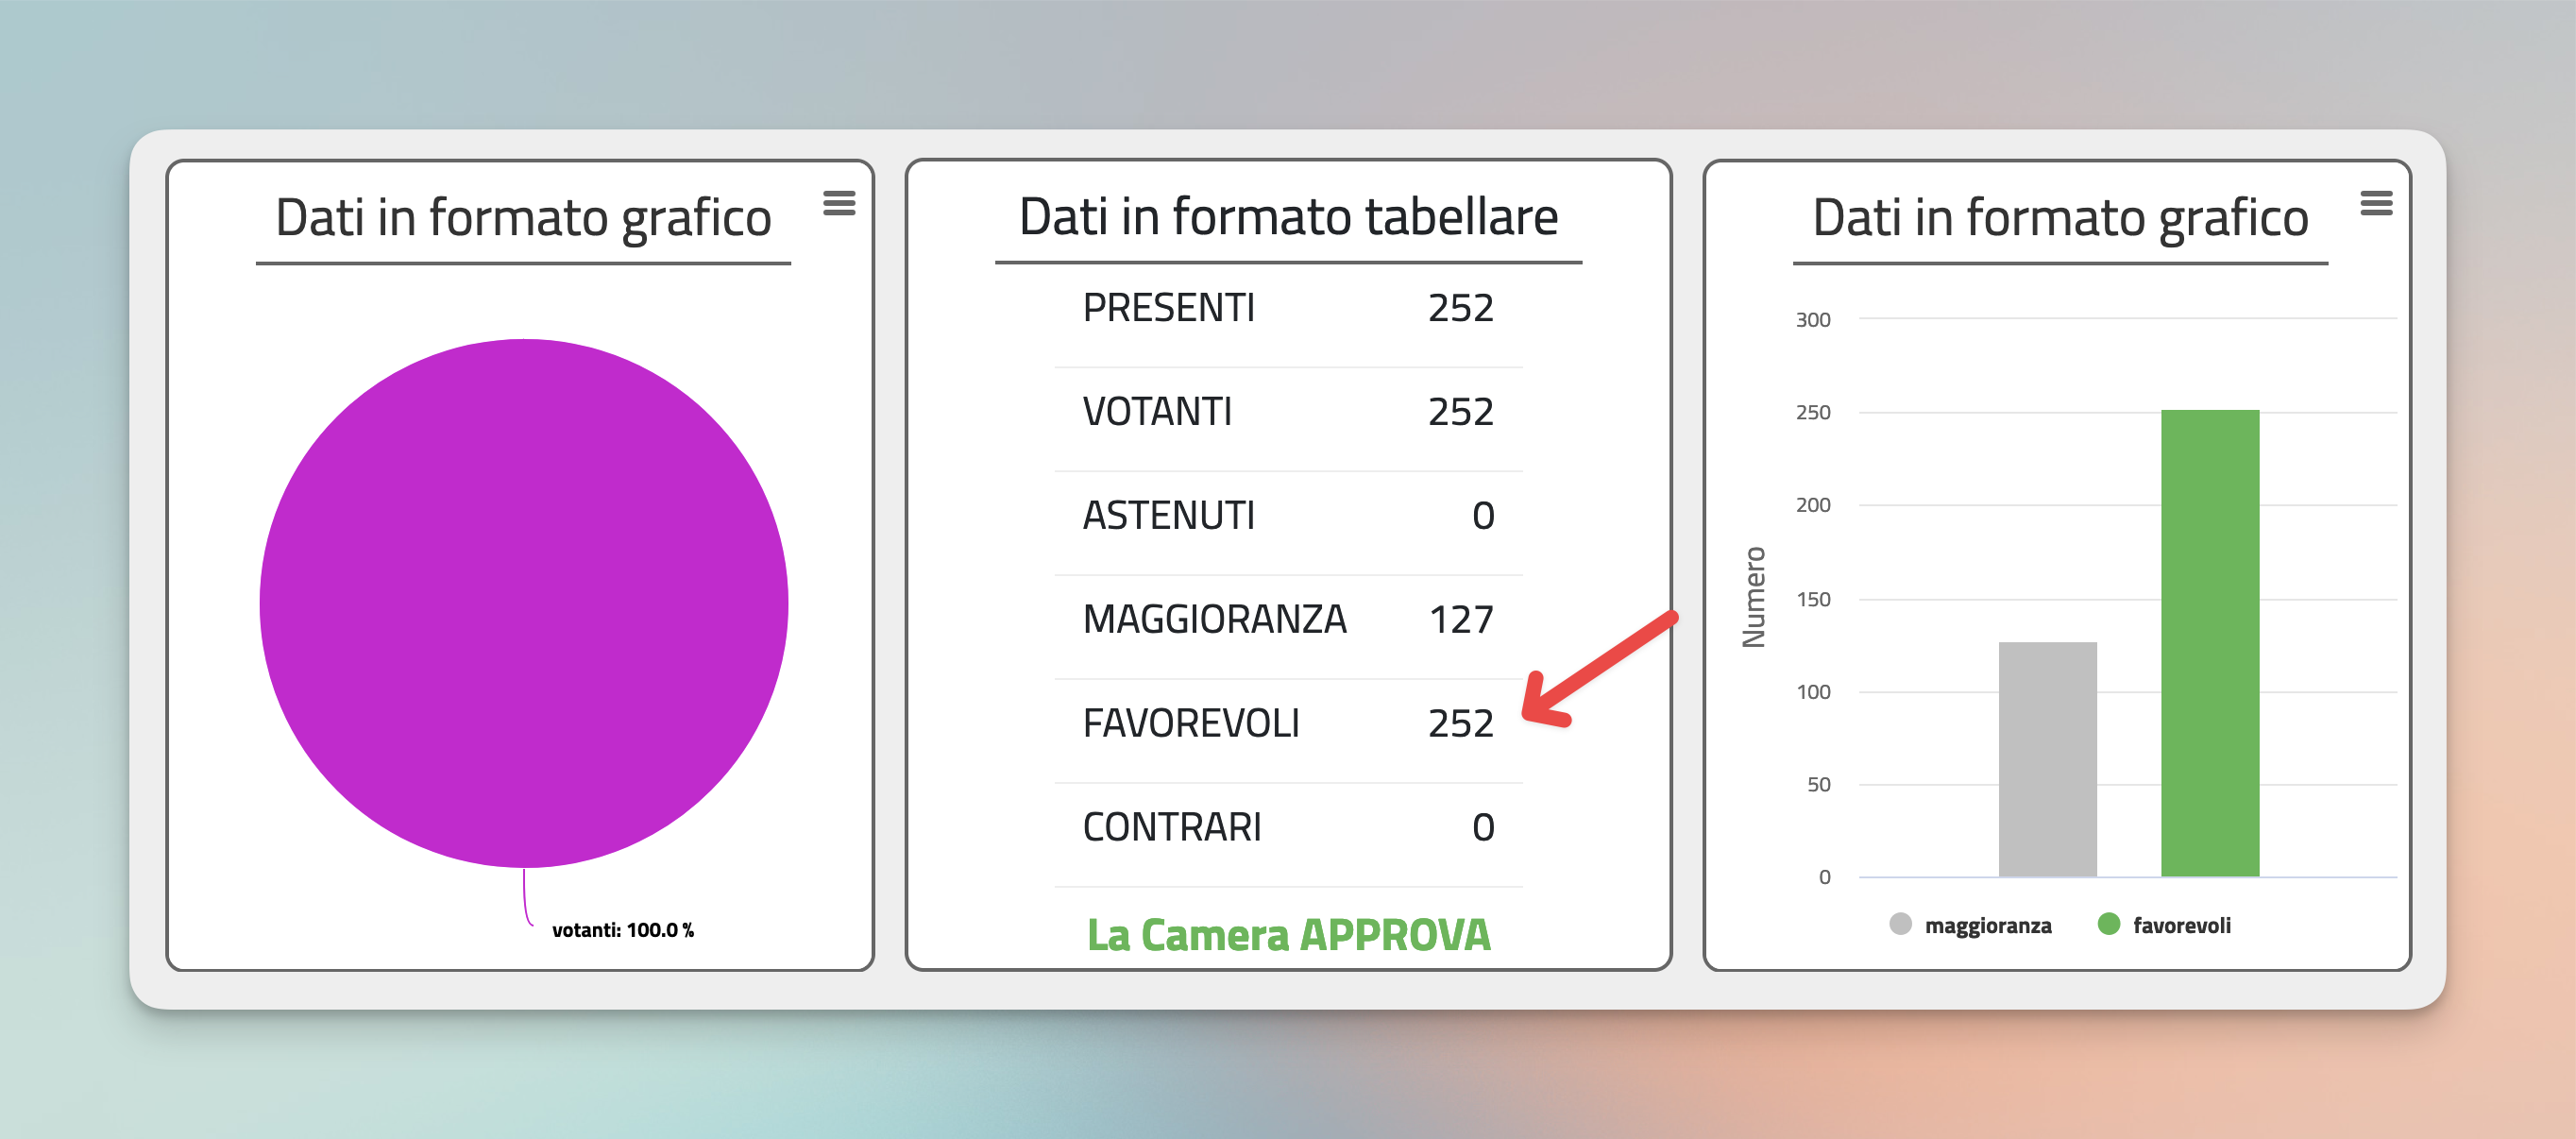 Dati in formato grafico
votanti: 100.0 %
Dati in formato tabellare
PRESENTI 252
VOTANTI 252
ASTENUTI 0
MAGGIORANZA 127
FAVOREVOLI 252
CONTRARI 0
La Camera APPROVA
Dati in formato grafico
300
250
200
150
100
50
0
Numero
maggioranza favorevoli